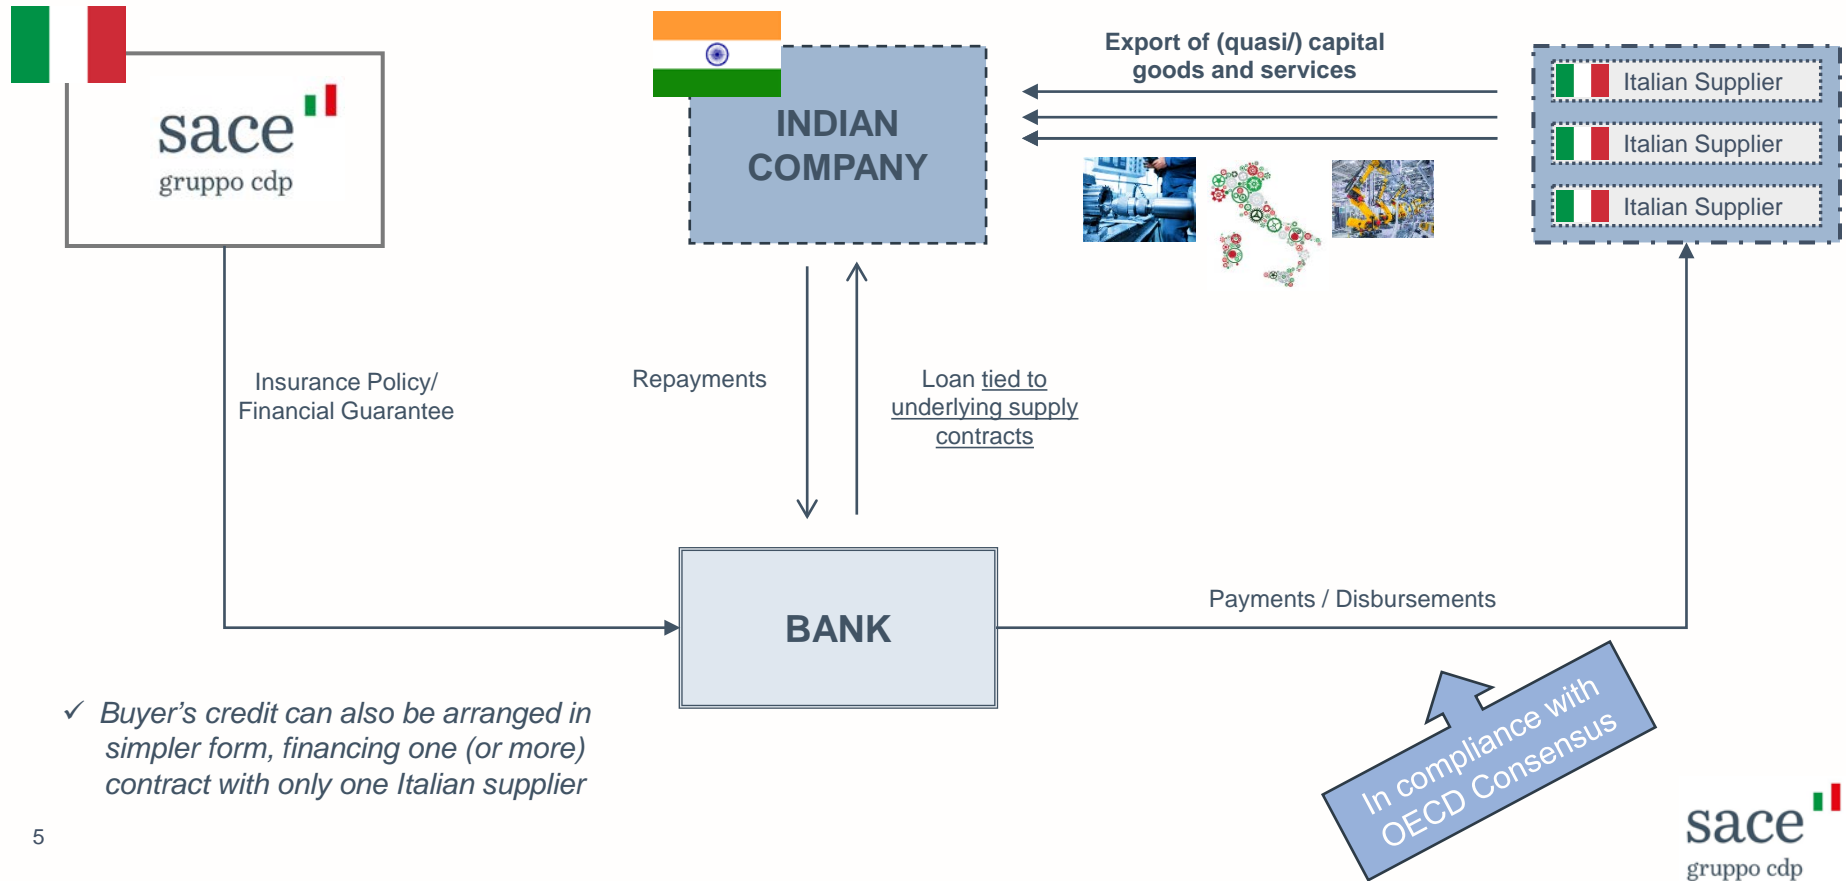 sace
gruppo cdp
INDIAN
COMPANY
Export of (quasi/) capital
goods and services
Italian Supplier
Italian Supplier
Italian Supplier
Insurance Policy/
Financial Guarantee
Repayments
Loan tied to
underlying supply
contracts
BANK
Payments / Disbursements
✓ Buyer’s credit can also be arranged in
simpler form, financing one (or more)
contract with only one Italian supplier
In compliance with
OECD Consensus
5
sace
gruppo cdp